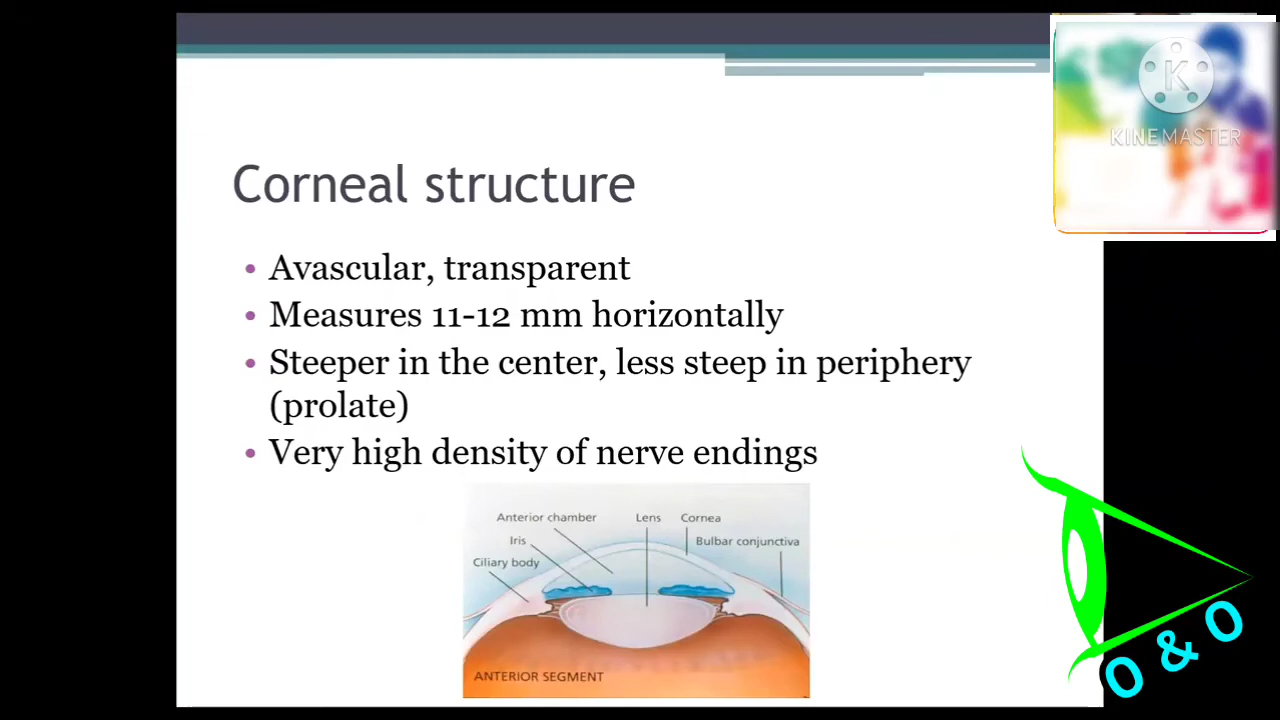 K
KINEMASTER
Corneal structure
• Avascular, transparent
• Measures 11-12 mm horizontally
• Steeper in the center, less steep in periphery
(prolate)
• Very high density of nerve endings
Anterior chamber
Lens
Cornea
Iris
Bulbar conjunctiva
Ciliary body
ANTERIOR SEGMENT
O & O